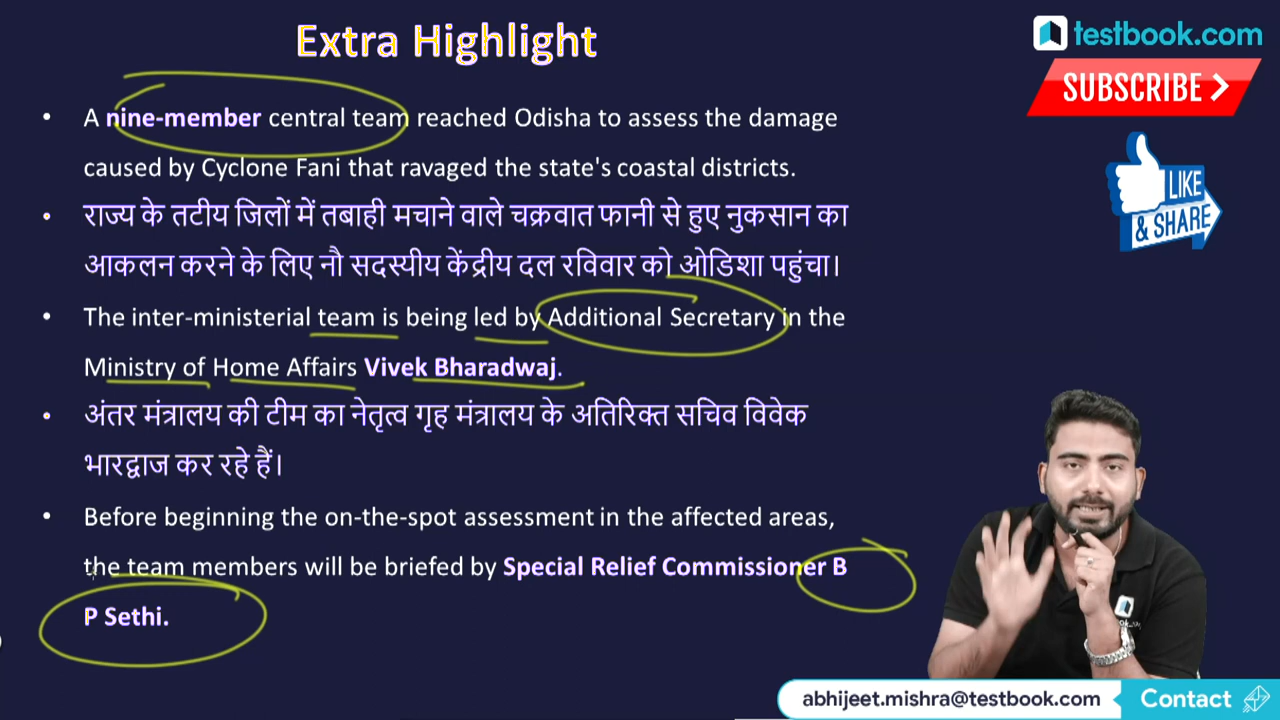 Extra Highlight
testbook.com
SUBSCRIBE
• A nine-member central team reached Odisha to assess the damage
caused by Cyclone Fani that ravaged the state's coastal districts.
LIKE
& SHARE
• राज्य के तटीय जिलों में तबाही मचाने वाले चक्रवात फानी से हुए नुकसान का
आकलन करने के लिए नौ सदस्यीय केंद्रीय दल रविवार को ओडिशा पहुंचा।
• The inter-ministerial team is being led by Additional Secretary in the
Ministry of Home Affairs Vivek Bharadwaj.
• अंतर मंत्रालय की टीम का नेतृत्व गृह मंत्रालय के अतिरिक्त सचिव विवेक
भारद्वाज कर रहे हैं।
• Before beginning the on-the-spot assessment in the affected areas,
the team members will be briefed by Special Relief Commissioner B
P Sethi.
abhijeet.mishra@testbook.com Contact